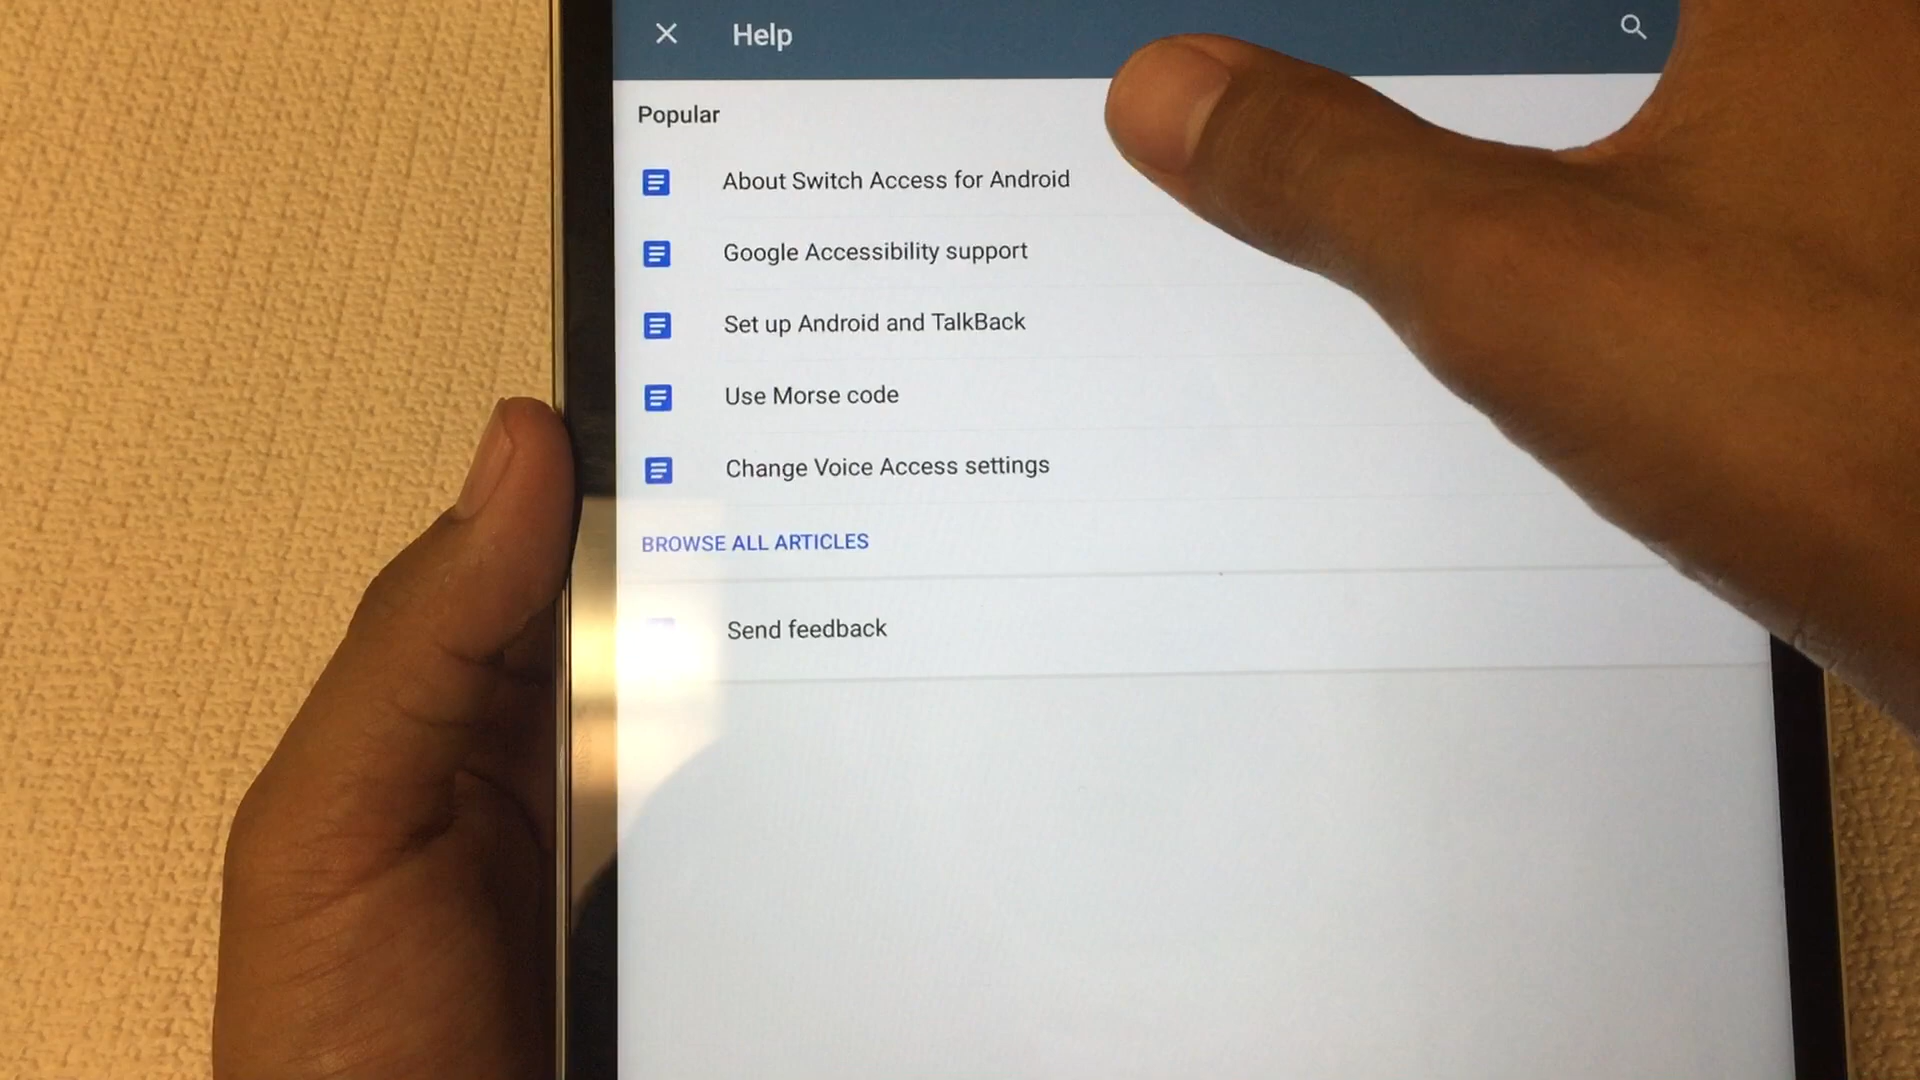 Help
Popular
About Switch Access for Android
Google Accessibility support
Set up Android and TalkBack
Use Morse code
Change Voice Access settings
BROWSE ALL ARTICLES
Send feedback